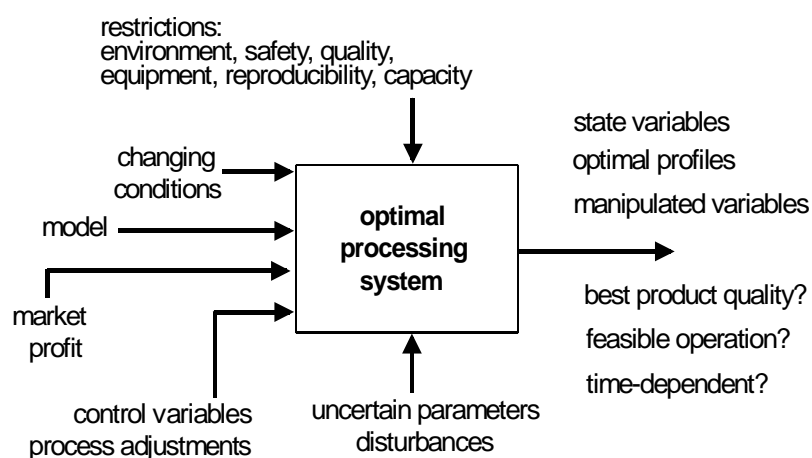 restrictions:
environment, safety, quality,
equipment, reproducibility, capacity
changing
conditions
model
market
profit
control variables
process adjustments
optimal
processing
system
uncertain parameters
disturbances
state variables
optimal profiles
manipulated variables
best product quality?
feasible operation?
time-dependent?